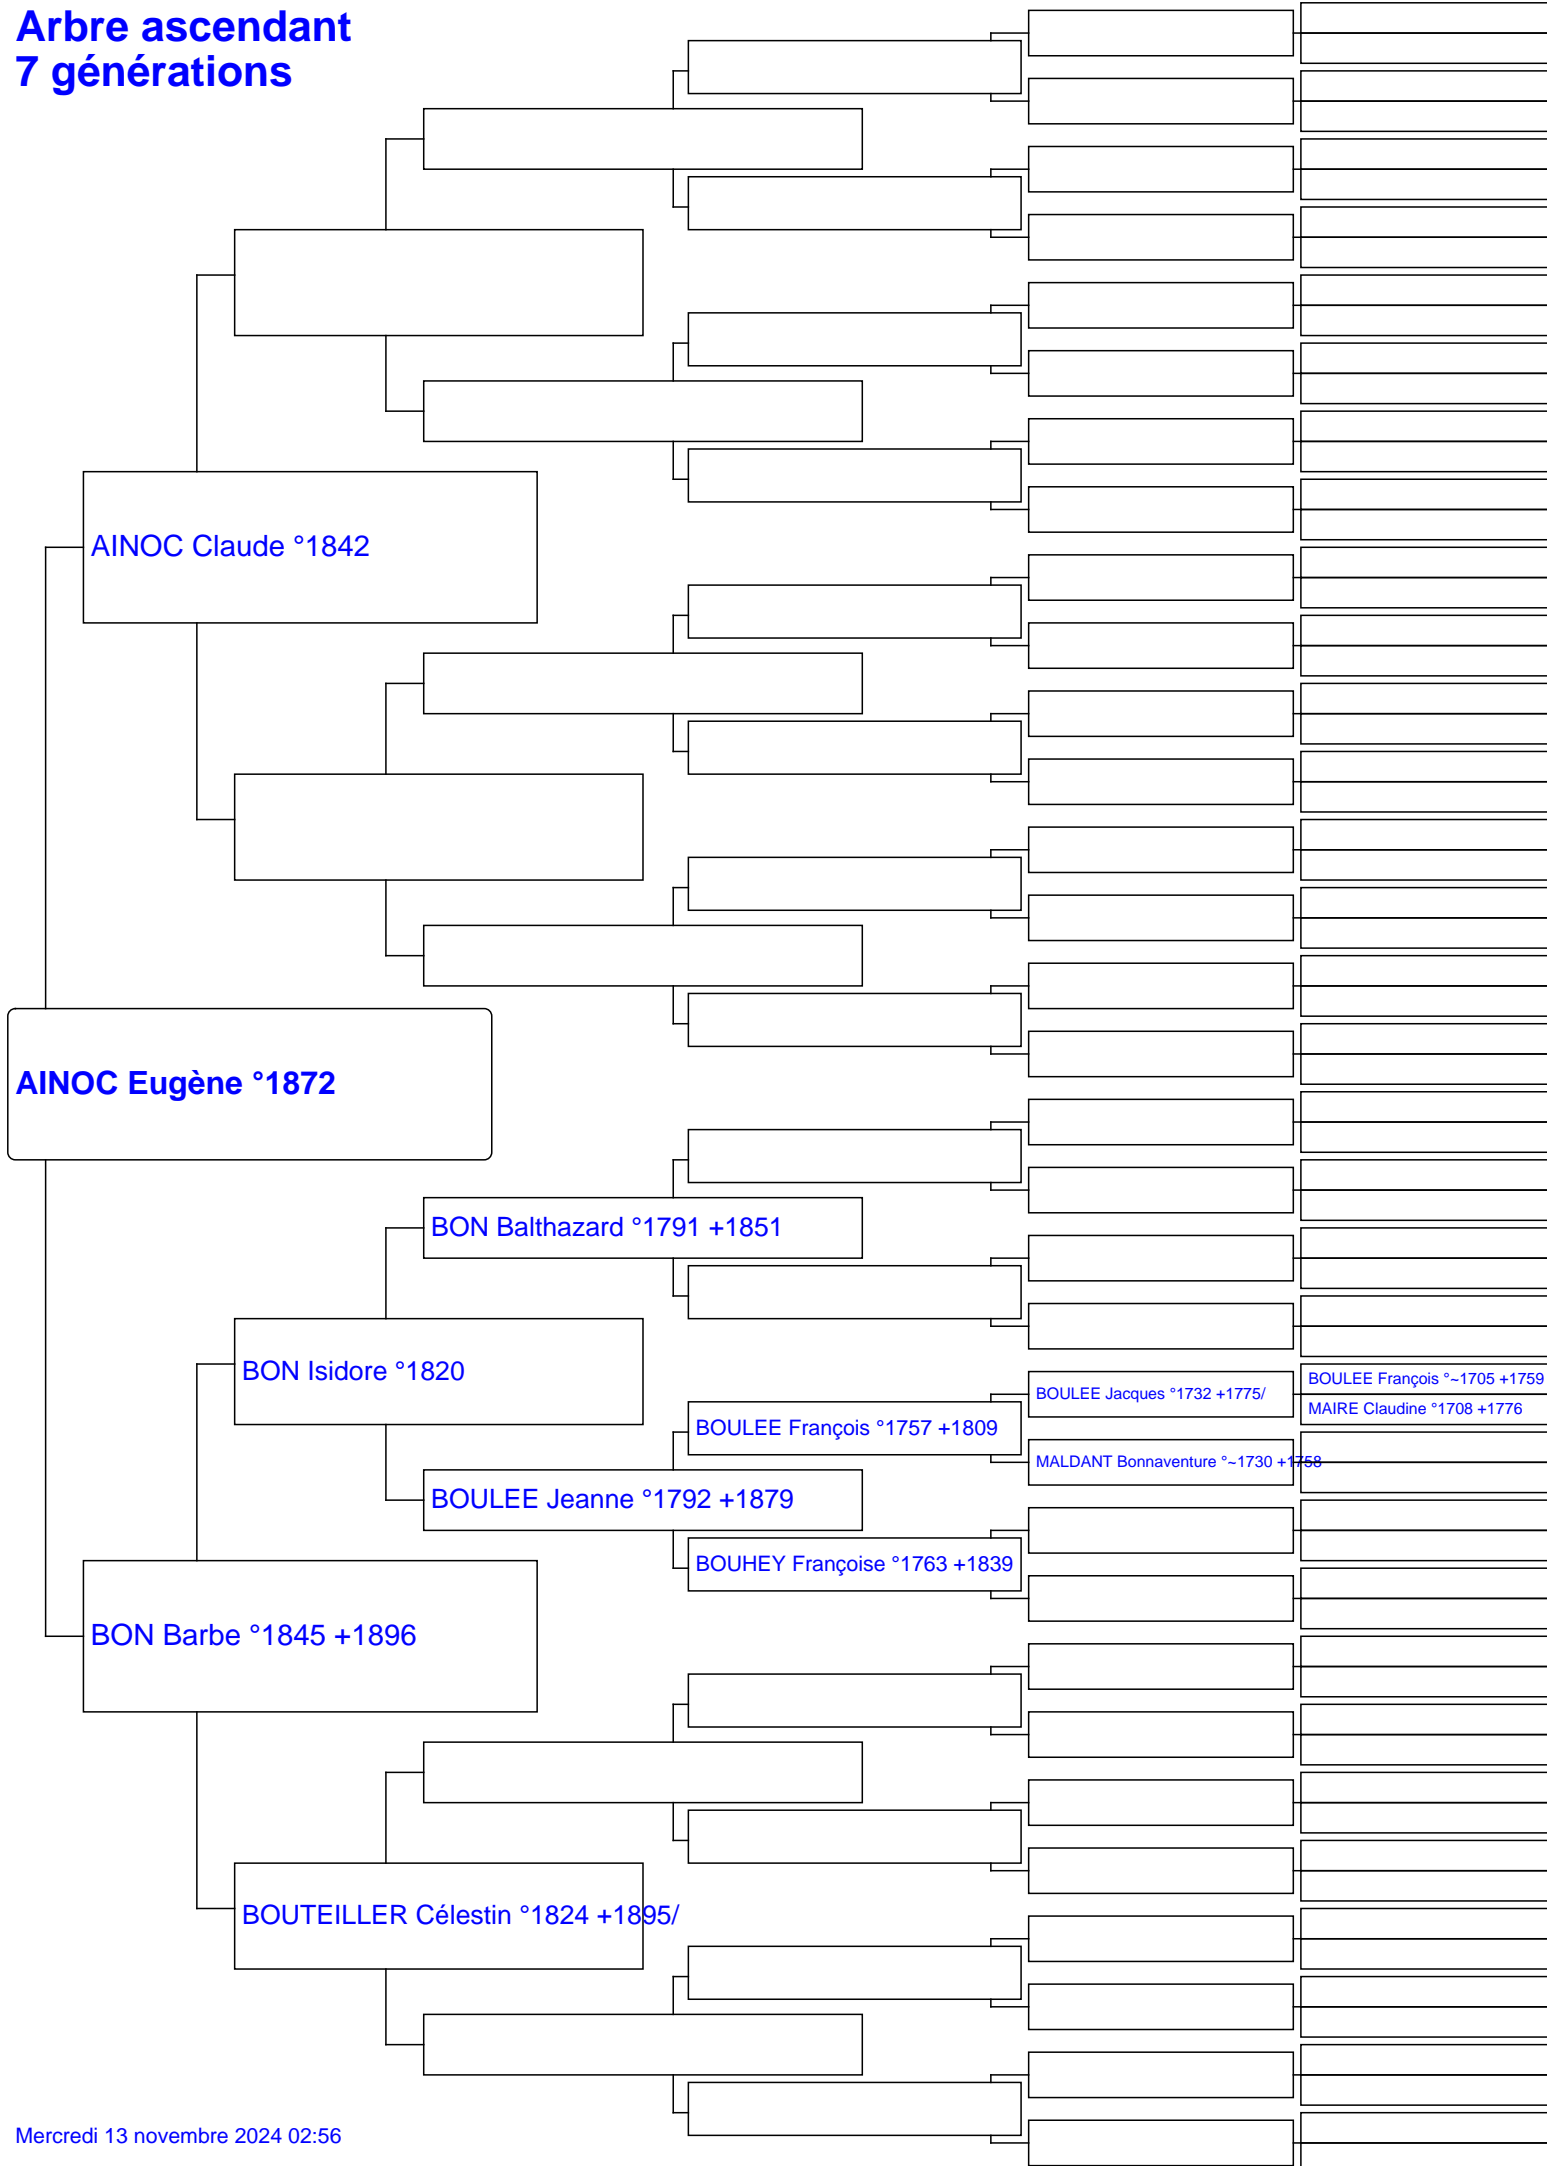 Arbre ascendant
7 générations
AINOC Claude °1842
AINOC Eugène °1872
BON Balthazard °1791 +1851
BON Isidore °1820
BOULEE François °~1705 +1759
BOULEE Jacques °1732 +1775/
MAIRE Claudine °1708 +1776
BOULEE François °1757 +1809
MALDANT Bonnaventure °~1730 +1758
BOULEE Jeanne °1792 +1879
BOUHEY Françoise °1763 +1839
BON Barbe °1845 +1896
BOUTEILLER Célestin °1824 +1895/
Mercredi 13 novembre 2024 02:56